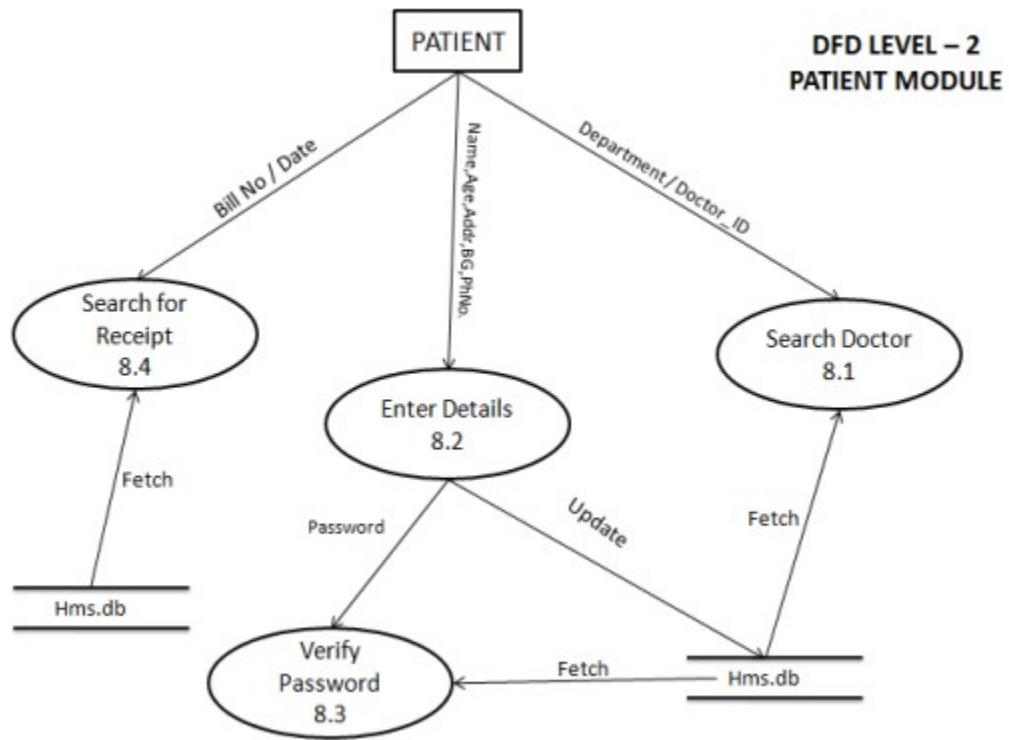 PATIENT
DFD LEVEL – 2
PATIENT MODULE
Bill No / Date
Name,Age,Addr,BG,PhNo.
Department/ Doctor_ID
Search for
Receipt
8.4
Search Doctor
8.1
Enter Details
8.2
Fetch
Password
Update
Fetch
Hms.db
Verify
Password
8.3
Fetch
Hms.db